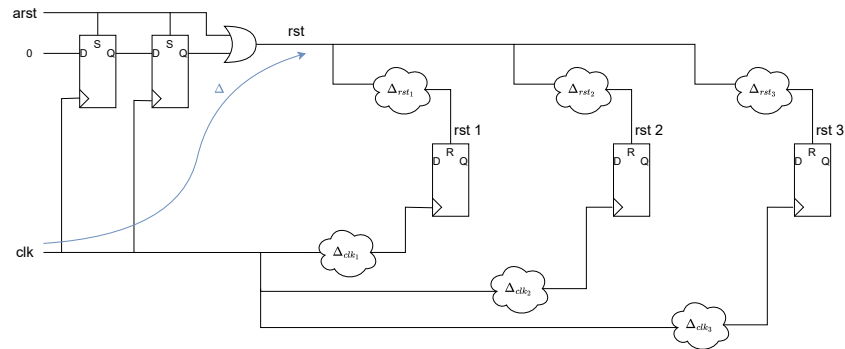 arst
rst
S
S
0
D
Q
D
Q
Δ
Δrst₁
Δrst₂
Δrst₃
rst 1
rst 2
rst 3
R
R
R
D
Q
D
Q
D
Q
clk
Δclk₁
Δclk₂
Δclk₃